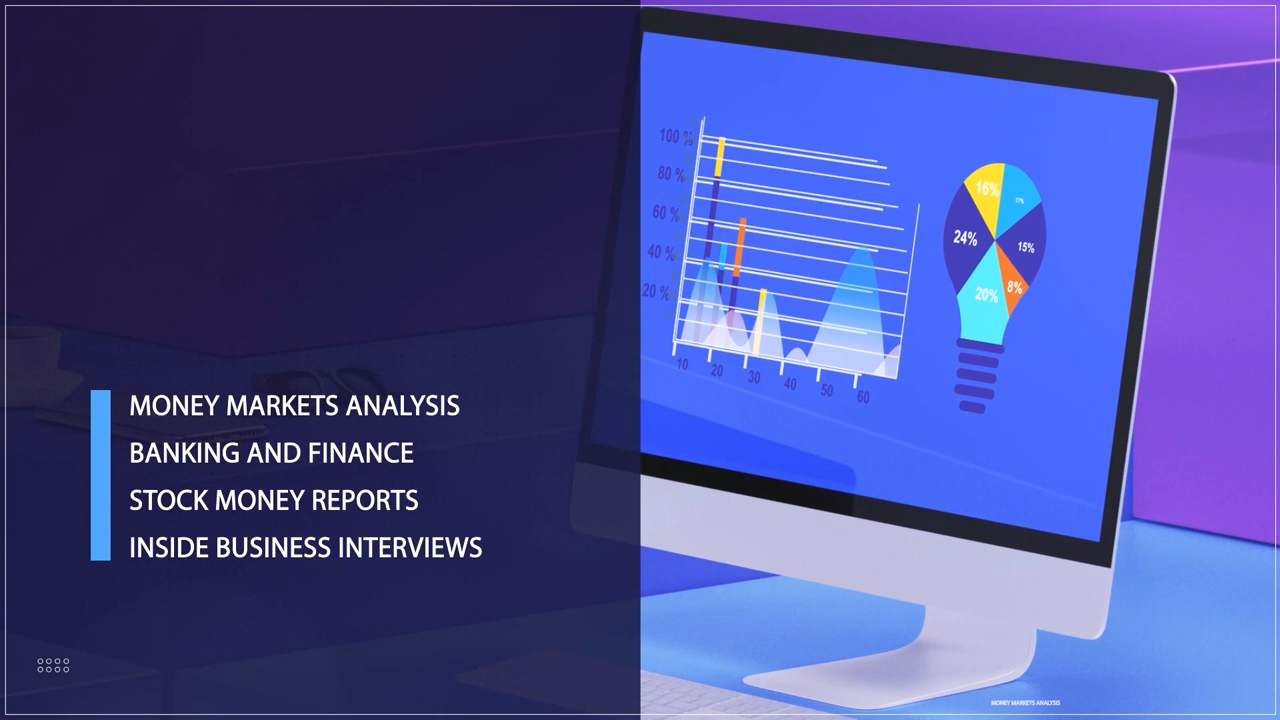 MONEY MARKETS ANALYSIS
BANKING AND FINANCE
STOCK MONEY REPORTS
INSIDE BUSINESS INTERVIEWS
100 %
80 %
60 %
40 %
20 %
10 20 30 40 50 60
16%
17%
24%
15%
20%
8%
MONEY MARKETS ANALYSIS